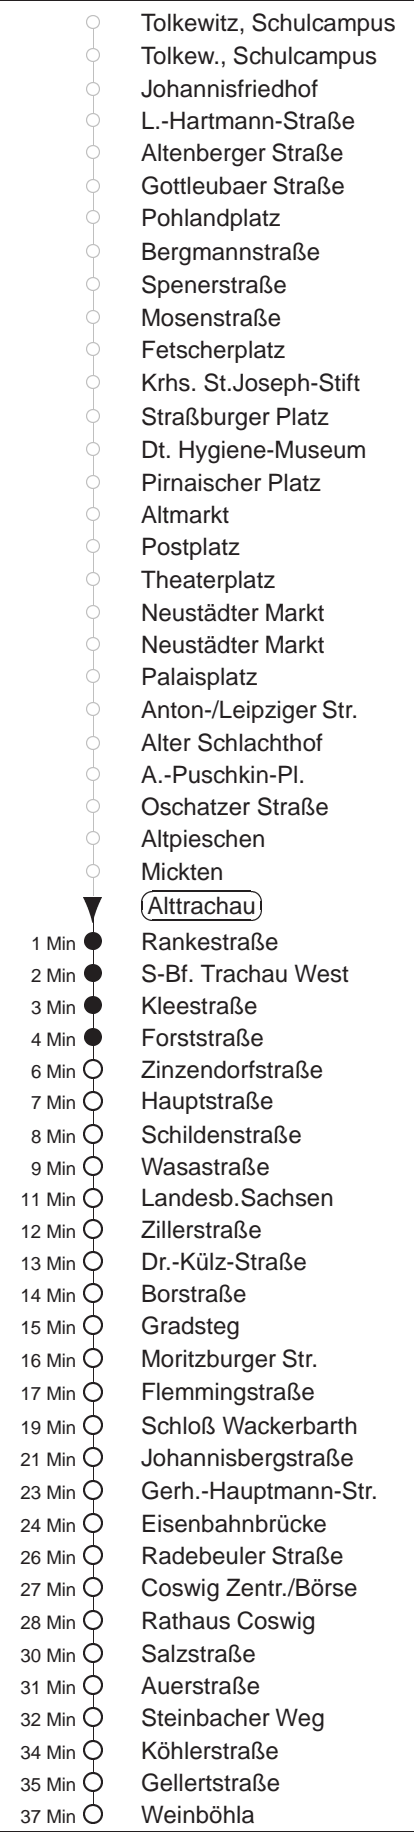 Tolkewitz, Schulcampus
Tolkew., Schulcampus
Johannisfriedhof
L.-Hartmann-Straße
Altenberger Straße
Gottleubaer Straße
Pohlandplatz
Bergmannstraße
Spenerstraße
Mosenstraße
Fetscherplatz
Krhs. St.Joseph-Stift
Straßburger Platz
Dt. Hygiene-Museum
Pirnaischer Platz
Altmarkt
Postplatz
Theaterplatz
Neustädter Markt
Neustädter Markt
Palaisplatz
Anton-/Leipziger Str.
Alter Schlachthof
A.-Puschkin-Pl.
Oschatzer Straße
Altpieschen
Mickten
Alttrachau
1 Min Rankestraße
2 Min S-Bf. Trachau West
3 Min Kleestraße
4 Min Forststraße
6 Min Zinzendorfstraße
7 Min Hauptstraße
8 Min Schildenstraße
9 Min Wasastraße
11 Min Landesb.Sachsen
12 Min Zillerstraße
13 Min Dr.-Külz-Straße
14 Min Borstraße
15 Min Gradsteg
16 Min Moritzburger Str.
17 Min Flemmingstraße
19 Min Schloß Wackerbarth
21 Min Johannisbergstraße
23 Min Gerh.-Hauptmann-Str.
24 Min Eisenbahnbrücke
26 Min Radebeuler Straße
27 Min Coswig Zentr./Börse
28 Min Rathaus Coswig
30 Min Salzstraße
31 Min Auerstraße
32 Min Steinbacher Weg
34 Min Köhlerstraße
35 Min Gellertstraße
37 Min Weinböhla